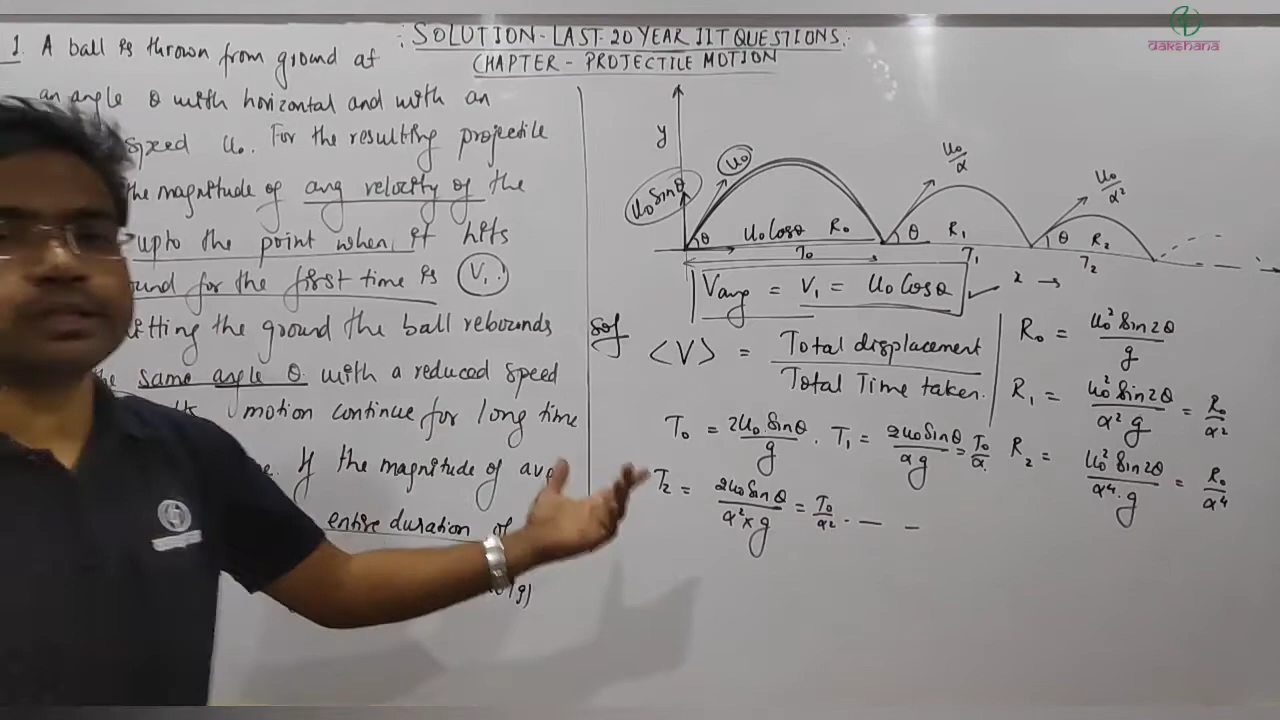 : SOLUTION - LAST 20 YEAR IIT QUESTIONS :
CHAPTER - PROJECTILE MOTION
dakshana
1. A ball is thrown from ground at
an angle θ with horizontal and with an
speed u₀. For the resulting projectile
the magnitude of avg velocity of the
upto the point when it hits
ound for the first time is V₁.
itting the ground the ball rebounds
same angle θ with a reduced speed
motion continue for long time
If the magnitude of avg
entire duration of
y
u₀ sinθ
u₀
θ
u₀ cosθ R₀
T₀
u₀/α
θ R₁
T₁
u₀/α²
θ R₂
T₂
x →
V_avg = V₁ = u₀ cosθ
Sol
<V> = Total displacement / Total Time taken.
T₀ = 2u₀ sinθ / g . T₁ = 2u₀ sinθ / αg = T₀/α.
T₂ = 2u₀ sinθ / α² × g = T₀/α² . — —
R₀ = u₀² sin2θ / g
R₁ = u₀² sin2θ / α² g = R₀/α²
R₂ = u₀² sin2θ / α⁴ . g = R₀/α⁴